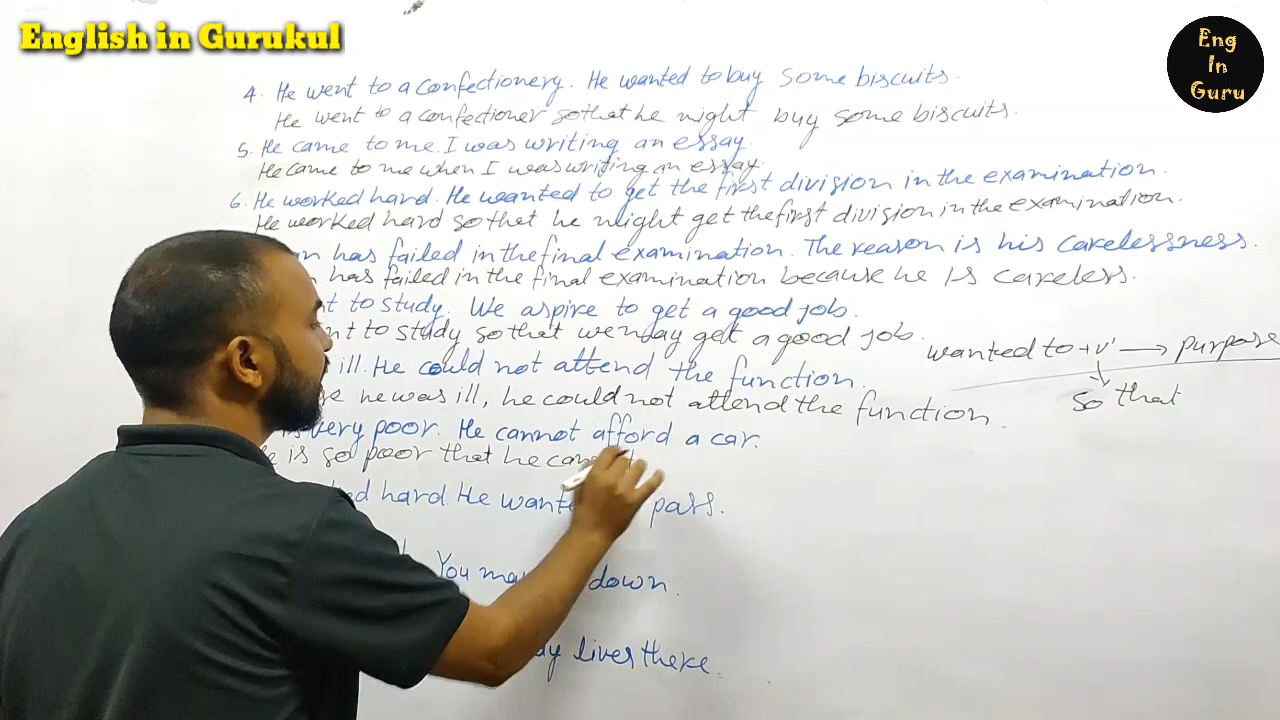 English in Gurukul
Eng
In
Guru
4. He went to a confectionery. He wanted to buy some biscuits.
He went to a confectioner so that he might buy some biscuits.
5. He came to me. I was writing an essay.
He came to me when I was writing an essay.
6. He worked hard. He wanted to get the first division in the examination.
He worked hard so that he might get the first division in the examination.
has failed in the final examination. The reason is his carelessness.
has failed in the final examination because he is careless.
to study. We aspire to get a good job.
to study so that we may get a good job.
ill. He could not attend the function.
he was ill, he could not attend the function.
very poor. He cannot afford a car.
is so poor that he
hard. He pass.
You down.
lives there.
wanted to + v' → purpose
so that